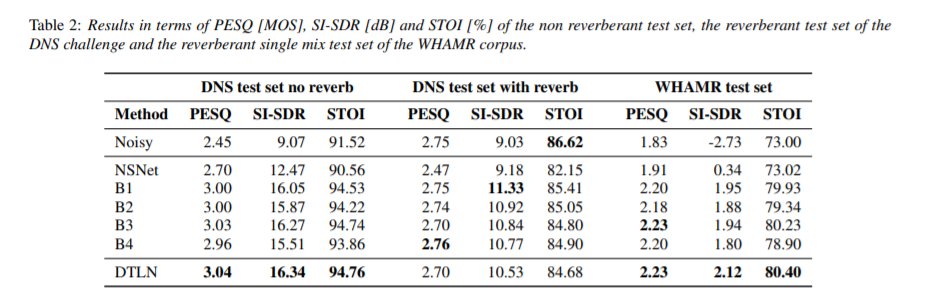 Table 2: Results in terms of PESQ [MOS], SI-SDR [dB] and STOI [%] of the non reverberant test set, the reverberant test set of the
DNS challenge and the reverberant single mix test set of the WHAMR corpus.
DNS test set no reverb DNS test set with reverb WHAMR test set
Method PESQ SI-SDR STOI PESQ SI-SDR STOI PESQ SI-SDR STOI
Noisy 2.45 9.07 91.52 2.75 9.03 86.62 1.83 -2.73 73.00
NSNet 2.70 12.47 90.56 2.47 9.18 82.15 1.91 0.34 73.02
B1 3.00 16.05 94.53 2.75 11.33 85.41 2.20 1.95 79.93
B2 3.00 15.87 94.22 2.74 10.92 85.05 2.18 1.88 79.34
B3 3.03 16.27 94.74 2.70 10.84 84.80 2.23 1.94 80.23
B4 2.96 15.51 93.86 2.76 10.77 84.90 2.20 1.80 78.90
DTLN 3.04 16.34 94.76 2.70 10.53 84.68 2.23 2.12 80.40